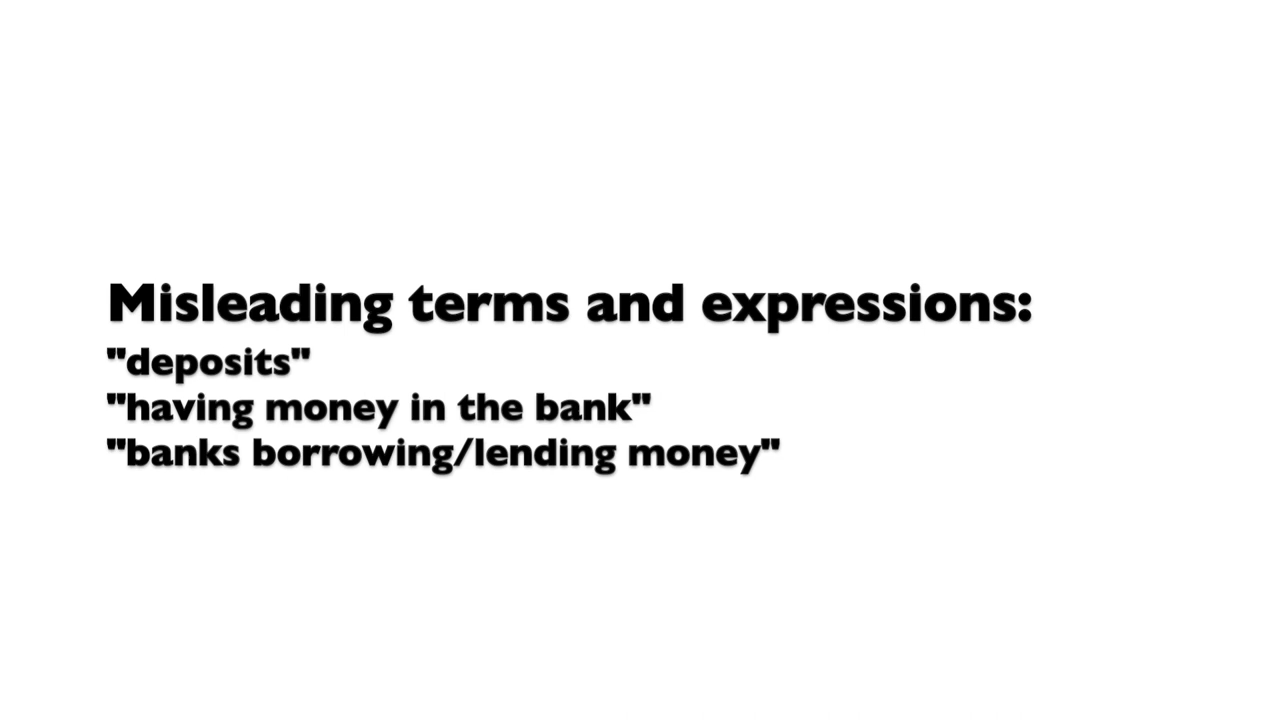 Misleading terms and expressions:
"deposits"
"having money in the bank"
"banks borrowing/lending money"